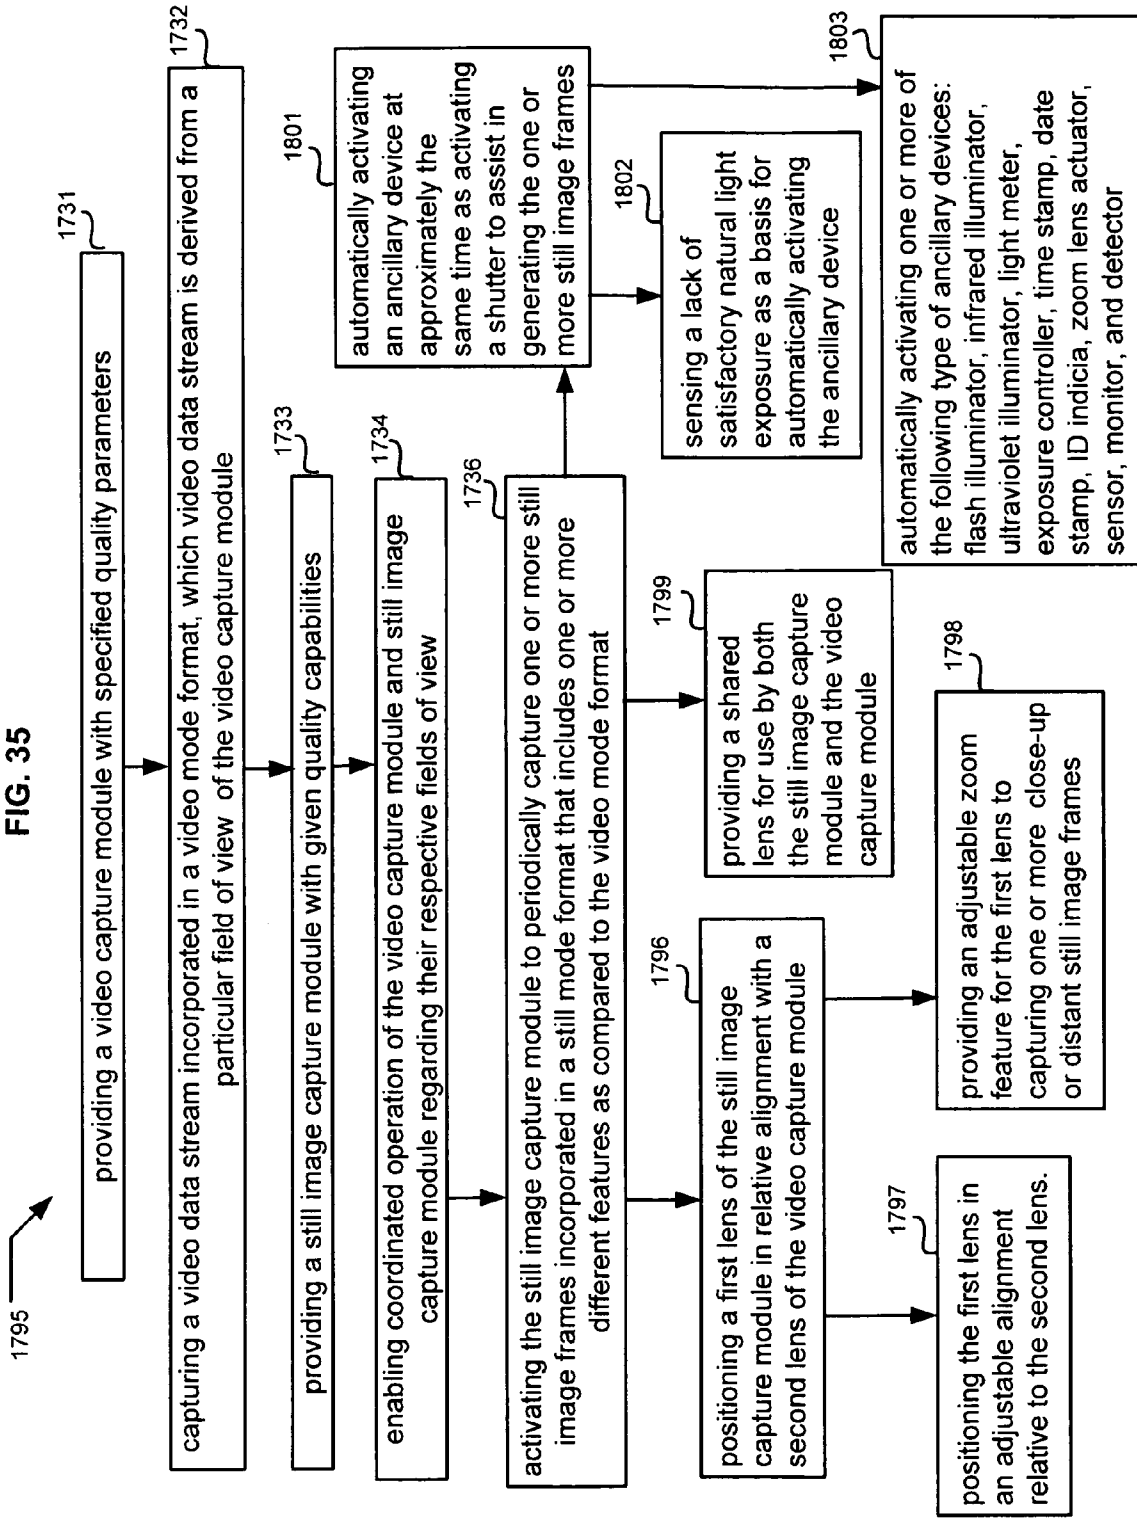 FIG. 35
1795
1731
providing a video capture module with specified quality parameters
1732
capturing a video data stream incorporated in a video mode format, which video data stream is derived from a
particular field of view of the video capture module
1733
providing a still image capture module with given quality capabilities
1734
enabling coordinated operation of the video capture module and still image
capture module regarding their respective fields of view
1736
activating the still image capture module to periodically capture one or more still
image frames incorporated in a still mode format that includes one or more
different features as compared to the video mode format
1801
automatically activating
an ancillary device at
approximately the
same time as activating
a shutter to assist in
generating the one or
more still image frames
1802
sensing a lack of
satisfactory natural light
exposure as a basis for
automatically activating
the ancillary device
1803
automatically activating one or more of
the following type of ancillary devices:
flash illuminator, infrared illuminator,
ultraviolet illuminator, light meter,
exposure controller, time stamp, date
stamp, ID indicia, zoom lens actuator,
sensor, monitor, and detector
1796
positioning a first lens of the still image
capture module in relative alignment with a
second lens of the video capture module
1799
providing a shared
lens for use by both
the still image capture
module and the video
capture module
1797
positioning the first lens in
an adjustable alignment
relative to the second lens.
1798
providing an adjustable zoom
feature for the first lens to
capturing one or more close-up
or distant still image frames